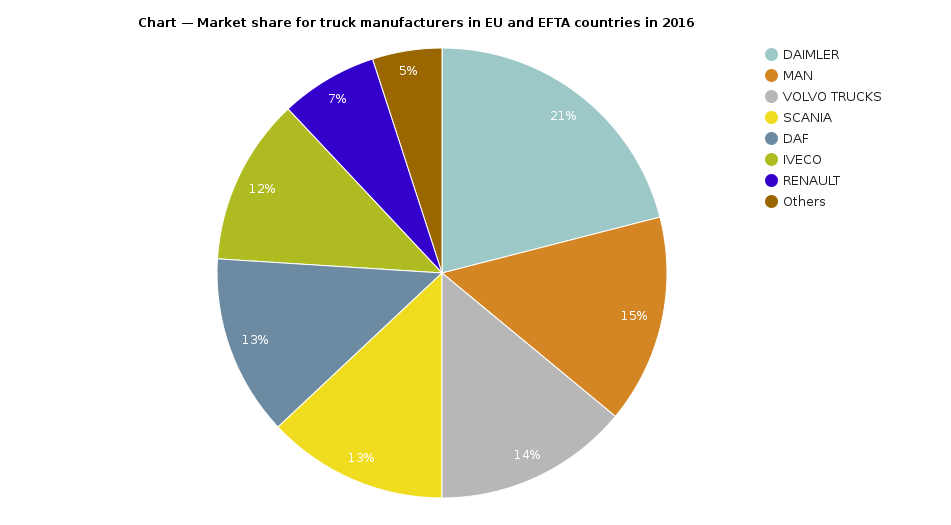 Chart — Market share for truck manufacturers in EU and EFTA countries in 2016
DAIMLER
MAN
VOLVO TRUCKS
SCANIA
DAF
IVECO
RENAULT
Others
21%
15%
14%
13%
13%
12%
7%
5%